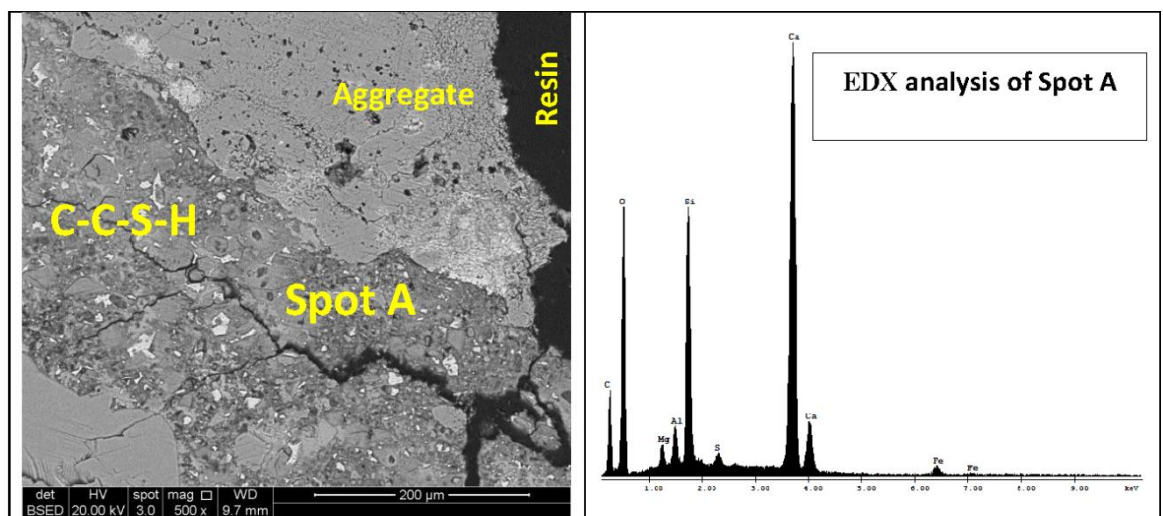 Aggregate
Resin
C-C-S-H
Spot A
det HV spot mag □ WD
BSED 20.00 kV 3.0 500 x 9.7 mm
200 µm
EDX analysis of Spot A
Ca
O
Si
C
Mg
Al
S
Ca
Fe
Fe
1.00 2.00 3.00 4.00 5.00 6.00 7.00 8.00 9.00 keV